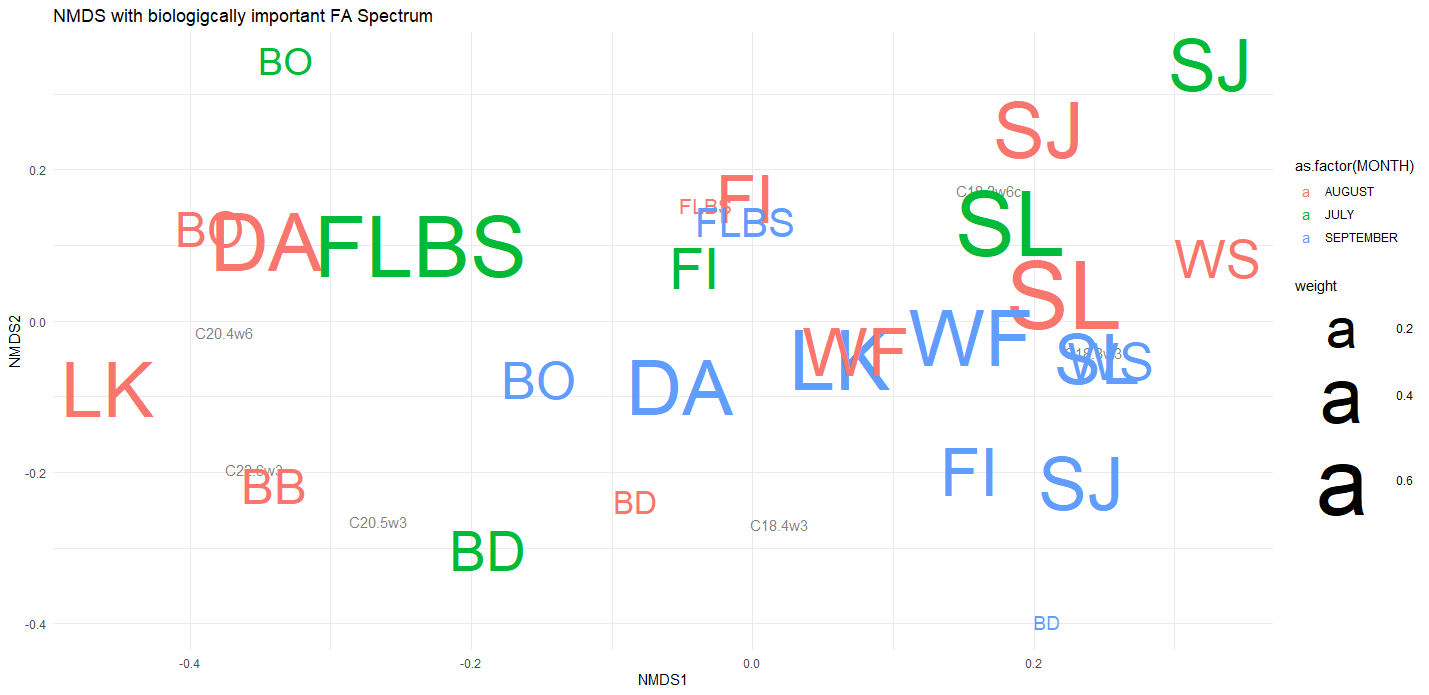 NMDS with biologigcally important FA Spectrum
BO
SJ
SJ
as.factor(MONTH)
0.2
a AUGUST
FI
C18.2w6c
FLBS
FLBS
a JULY
BO
DA
FLBS
SL
a SEPTEMBER
WS
FI
weight
SL
0.0
C20.4w6
WF
a 0.2
NMDS2
WF
LK
C18.3w3
SL
WS
LK
BO
DA
a 0.4
-0.2
C22.6w3
FI
SJ
BB
a 0.6
BD
C20.5w3
C18.4w3
BD
-0.4
BD
-0.4 -0.2 0.0 0.2
NMDS1